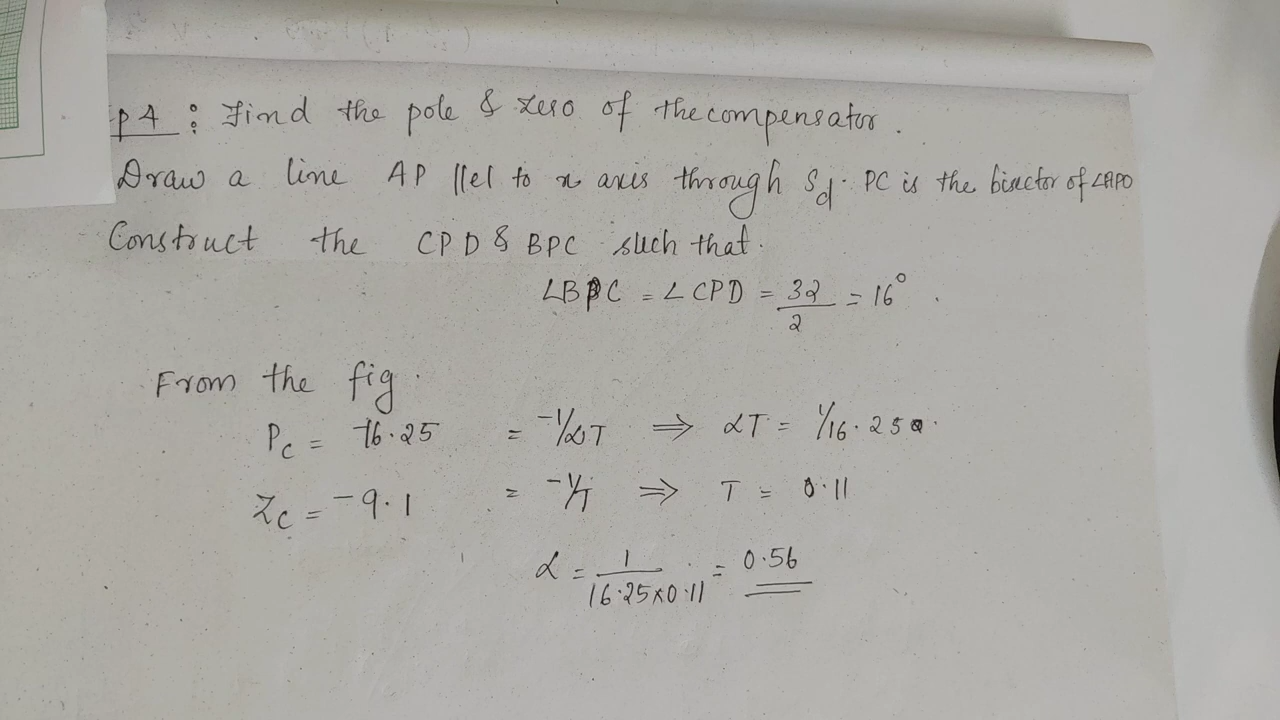 p 4 : Find the pole & zero of the compensator.
Draw a line AP llel to x axis through Sd. PC is the bisector of ∠APO
Construct the CPD & BPC such that.
∠BPC = ∠CPD = 32/2 = 16°.
From the fig.
Pc = -16.25 = -1/αT ⇒ αT = 1/16.25.
Zc = -9.1 = -1/T ⇒ T = 0.11
α = 1/16.25×0.11 = 0.56